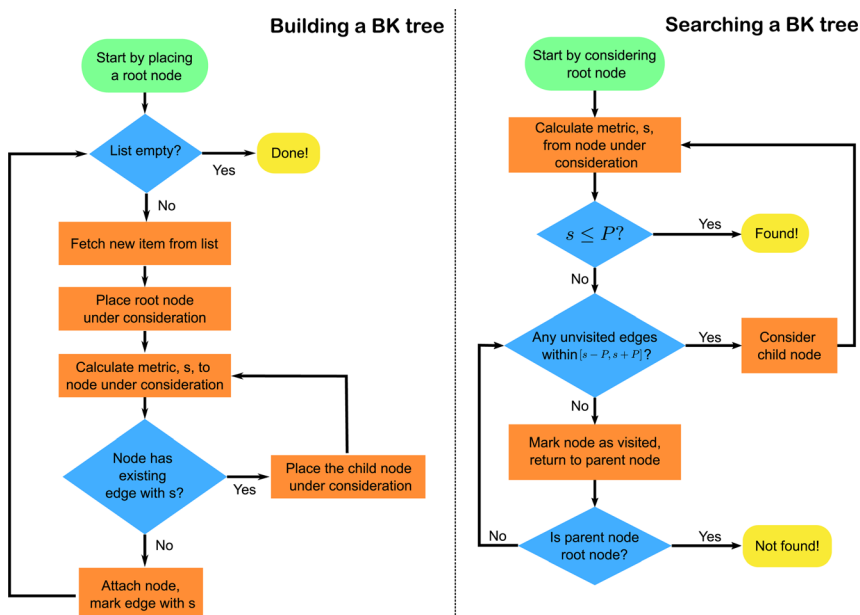 Building a BK tree
Start by placing
a root node
List empty?
Yes
Done!
No
Fetch new item from list
Place root node
under consideration
Calculate metric, s, to
node under consideration
Node has
existing
edge with s?
Yes
Place the child node
under consideration
No
Attach node,
mark edge with s
Searching a BK tree
Start by considering
root node
Calculate metric, s,
from node under
consideration
s ≤ P?
Yes
Found!
No
Any unvisited edges
within [s − P, s + P]?
Yes
Consider
child node
No
Mark node as visited,
return to parent node
Is parent node
root node?
No
Yes
Not found!